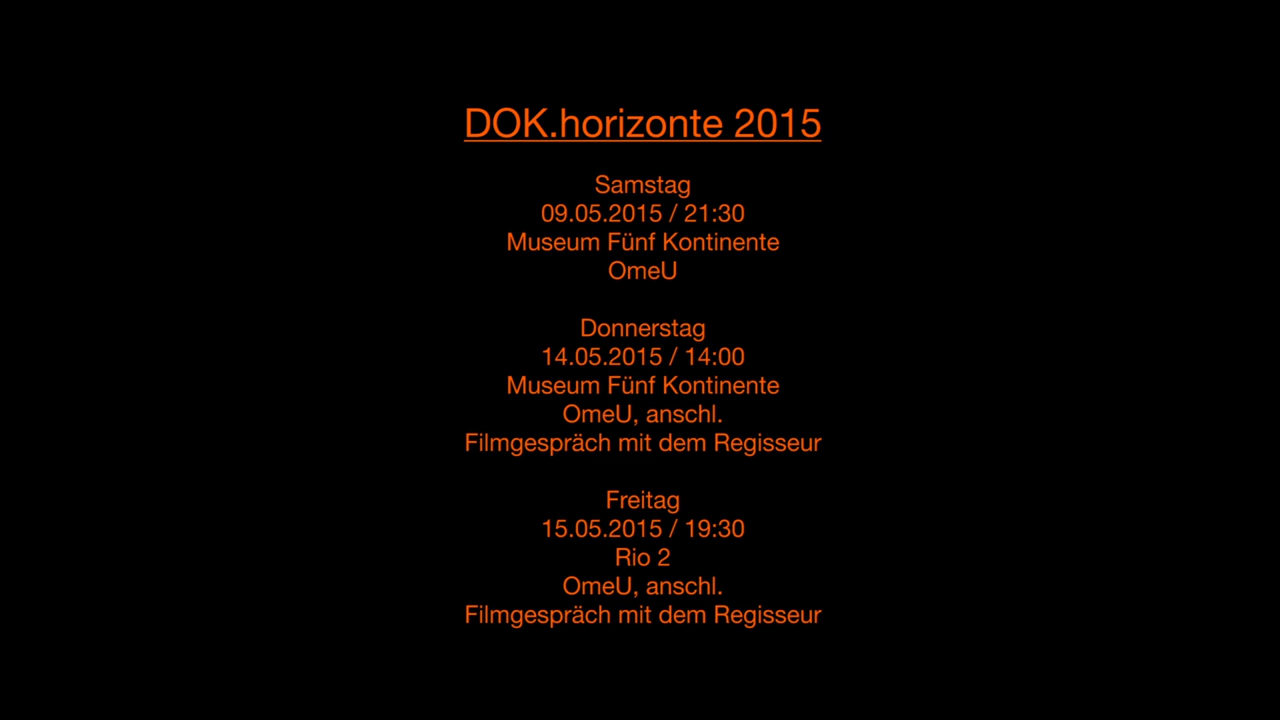 DOK.horizonte 2015
Samstag
09.05.2015 / 21:30
Museum Fünf Kontinente
OmeU
Donnerstag
14.05.2015 / 14:00
Museum Fünf Kontinente
OmeU, anschl.
Filmgespräch mit dem Regisseur
Freitag
15.05.2015 / 19:30
Rio 2
OmeU, anschl.
Filmgespräch mit dem Regisseur